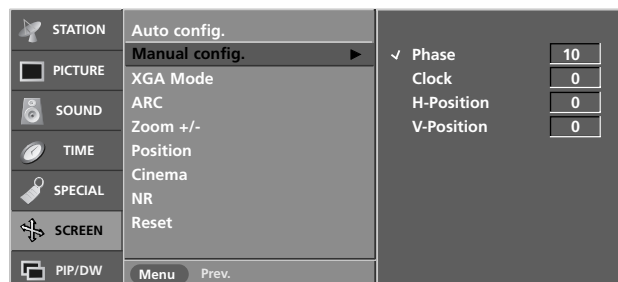 STATION
PICTURE
SOUND
TIME
SPECIAL
SCREEN
PIP/DW
Auto config.
Manual config. ►
XGA Mode
ARC
Zoom +/-
Position
Cinema
NR
Reset
Menu Prev.
✓ Phase 10
Clock 0
H-Position 0
V-Position 0